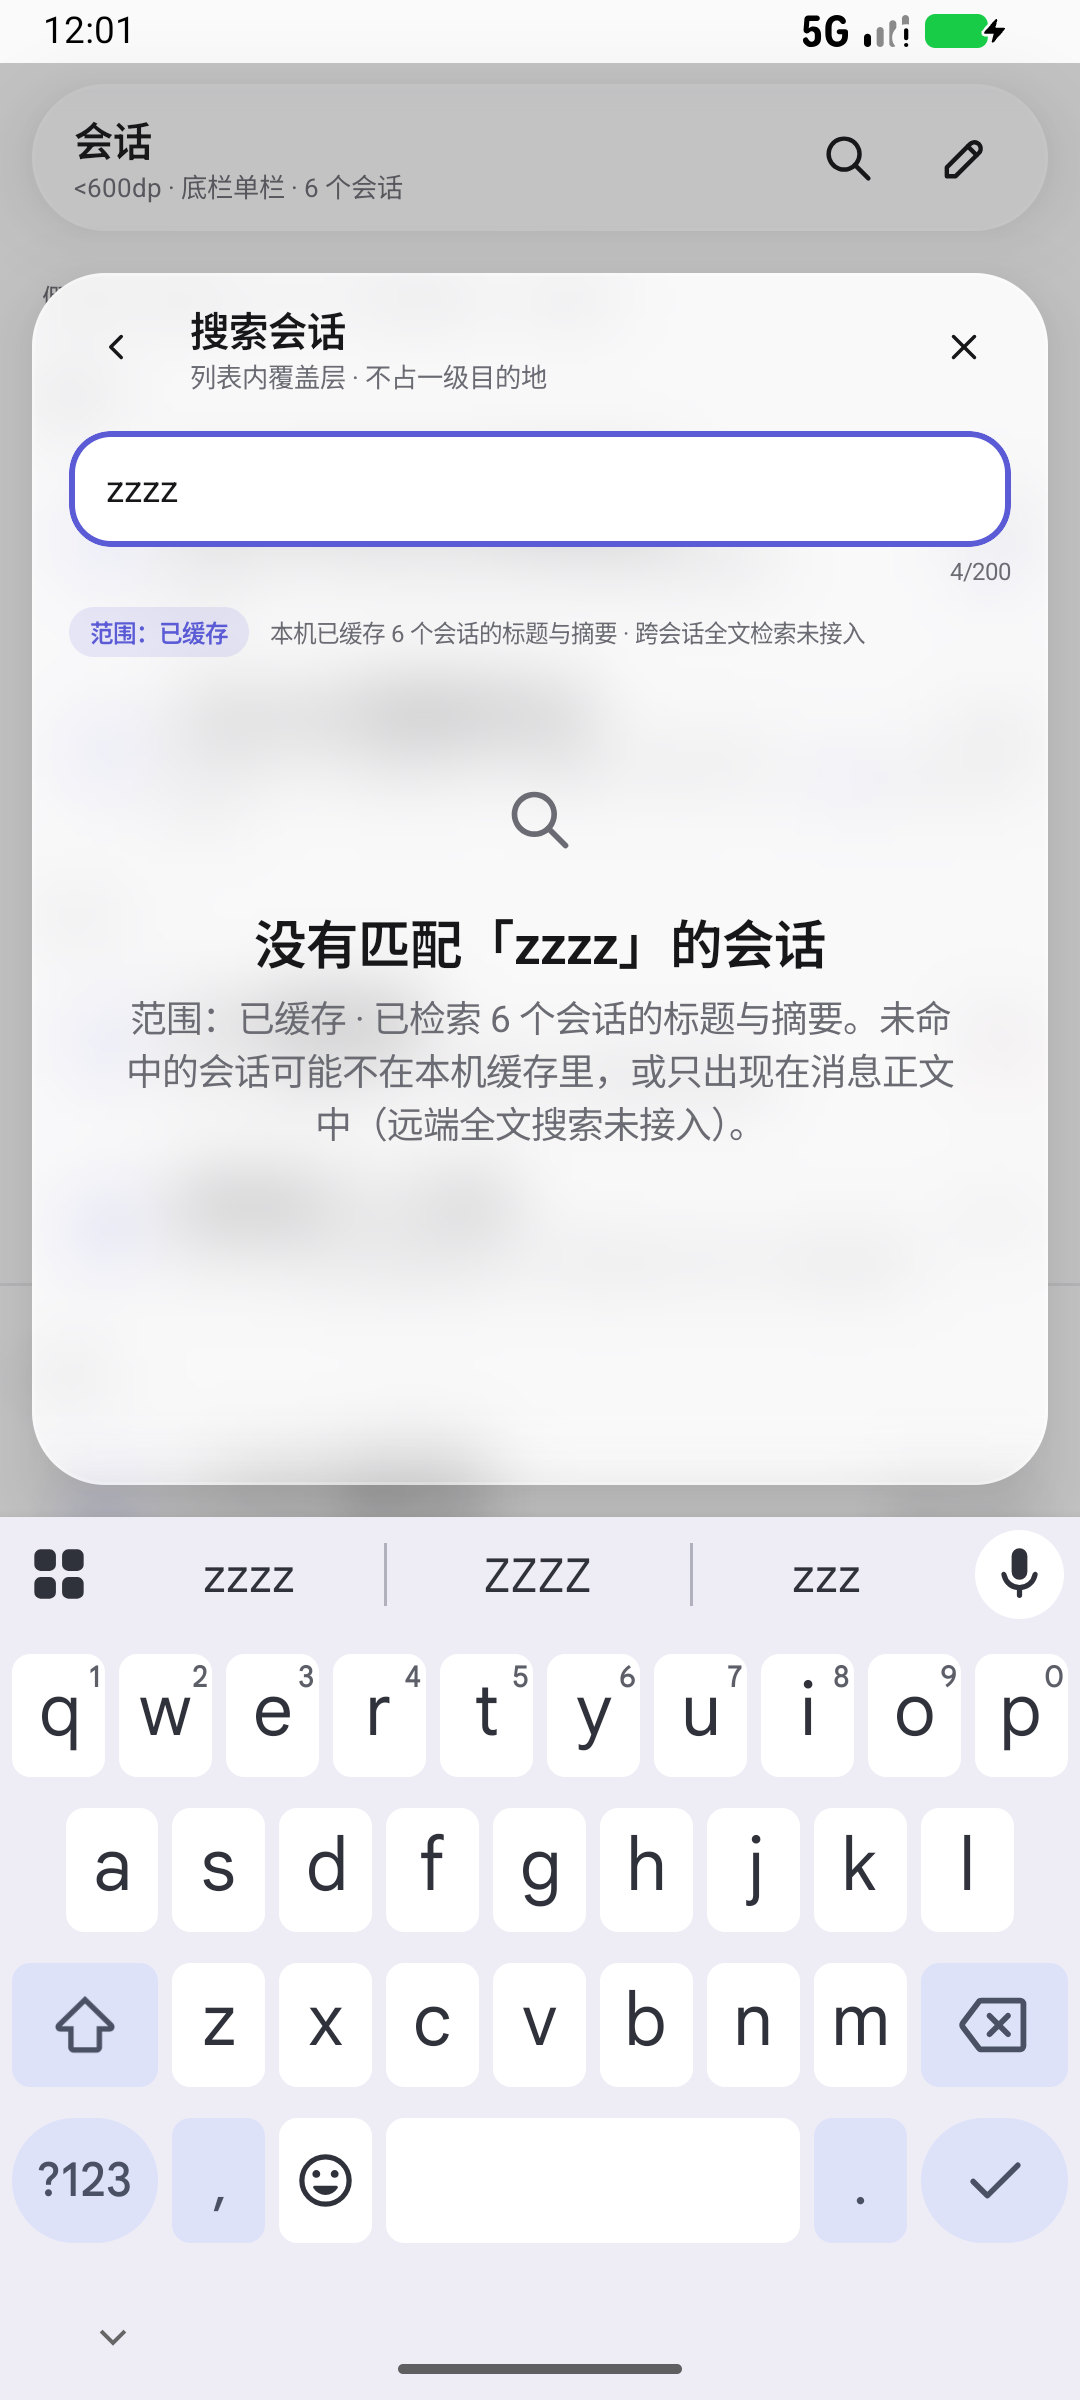 12:01
5G
会话
<600dp · 底栏单栏 · 6 个会话
搜索会话
列表内覆盖层 · 不占一级目的地
zzzz
4/200
范围：已缓存
本机已缓存 6 个会话的标题与摘要 · 跨会话全文检索未接入
没有匹配「zzzz」的会话
范围：已缓存 · 已检索 6 个会话的标题与摘要。未命
中的会话可能不在本机缓存里，或只出现在消息正文
中（远端全文搜索未接入）。
zzzz
ZZZZ
zzz
q1 w2 e3 r4 t5 y6 u7 i8 o9 p0
a s d f g h j k l
z x c v b n m
?123 , .